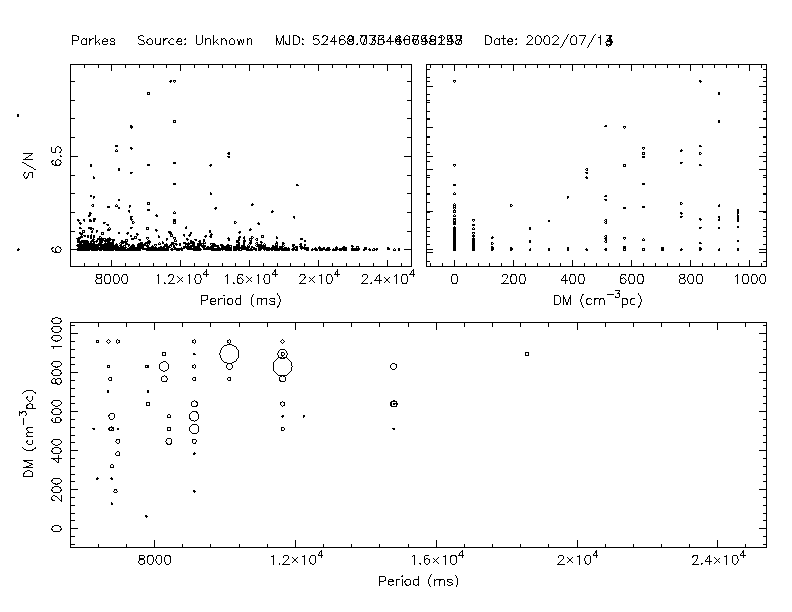 Parkes Source: Unknown MJD: Date: 2002/07/
S/N
6.5
6
8000 1.2×10⁴ 1.6×10⁴ 2×10⁴ 2.4×10⁴
Period (ms)
0 200 400 600 800 1000
DM (cm⁻³pc)
DM (cm⁻³pc)
1000
800
600
400
200
0
8000 1.2×10⁴ 1.6×10⁴ 2×10⁴ 2.4×10⁴
Period (ms)